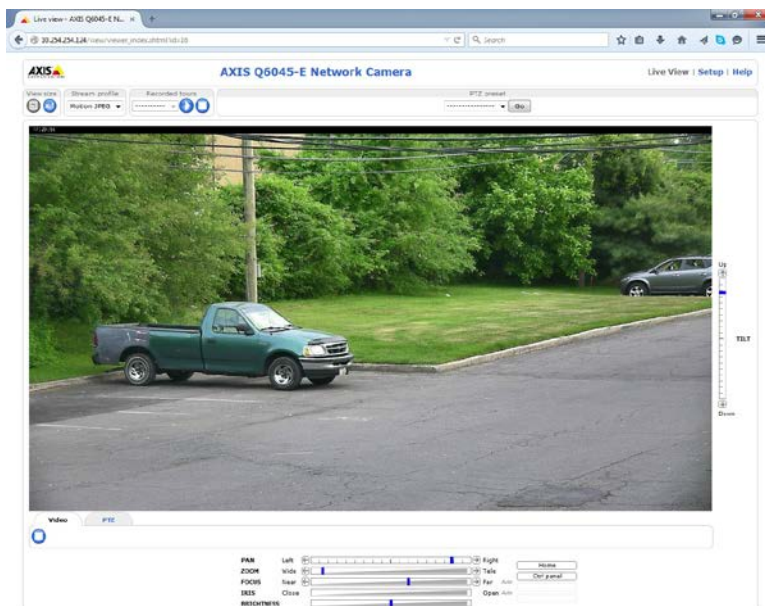 Live view - AXIS Q6045-E N...
Search
AXIS
AXIS Q6045-E Network Camera
Live View | Setup | Help
View size
Stream profile
Recorded tours
PTZ preset
Motion JPEG
Go
Up
TILT
Down
Video
PTZ
PAN Left Right
ZOOM Wide Tele
FOCUS Near Far Auto
IRIS Close Open Auto
BRIGHTNESS
Home
Ctrl panel